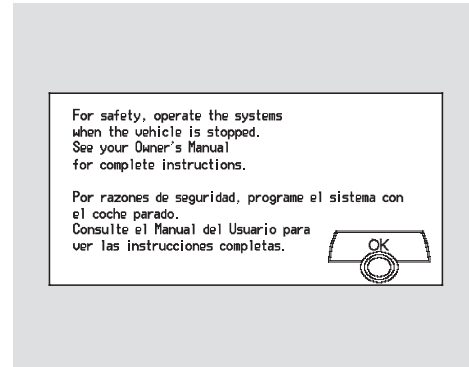 For safety, operate the systems
when the vehicle is stopped.
See your Owner's Manual
for complete instructions.
Por razones de seguridad, programe el sistema con
el coche parado.
Consulte el Manual del Usuario para
ver las instrucciones completas.
OK